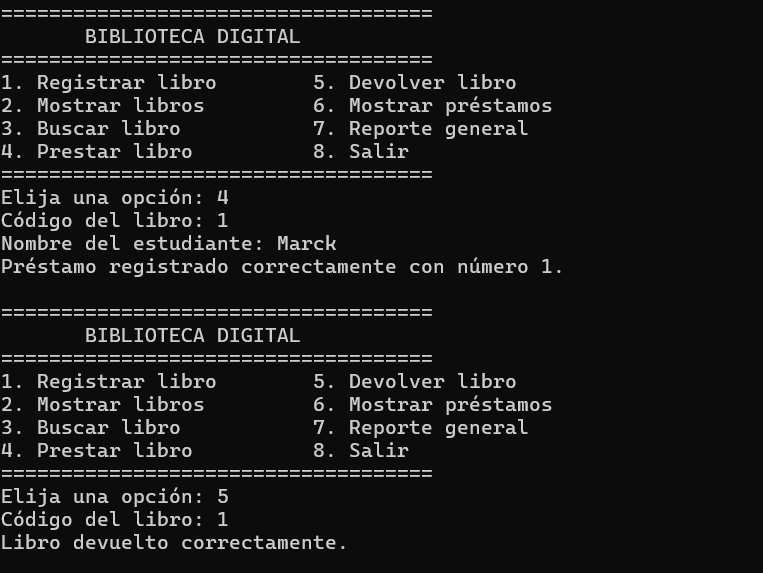 ====================================
       BIBLIOTECA DIGITAL
====================================
1. Registrar libro        5. Devolver libro
2. Mostrar libros         6. Mostrar préstamos
3. Buscar libro           7. Reporte general
4. Prestar libro          8. Salir
====================================
Elija una opción: 4
Código del libro: 1
Nombre del estudiante: Marck
Préstamo registrado correctamente con número 1.

====================================
       BIBLIOTECA DIGITAL
====================================
1. Registrar libro        5. Devolver libro
2. Mostrar libros         6. Mostrar préstamos
3. Buscar libro           7. Reporte general
4. Prestar libro          8. Salir
====================================
Elija una opción: 5
Código del libro: 1
Libro devuelto correctamente.